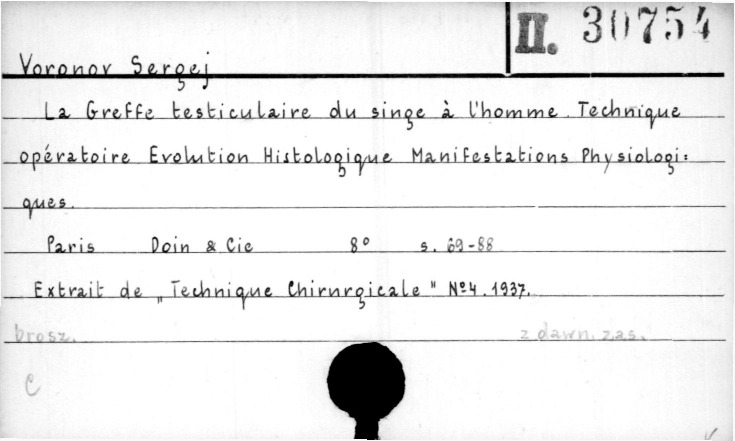 II. 30754
Voronov Sergej
La Greffe testiculaire du singe à l'homme. Technique
opératoire Evolution Histologique Manifestations Physiologi=
ques.
Paris Doin & Cie 8° s. 69-88
Extrait de „Technique Chirurgicale" Nº4. 1937.
brosz. z dawn. zas.
C